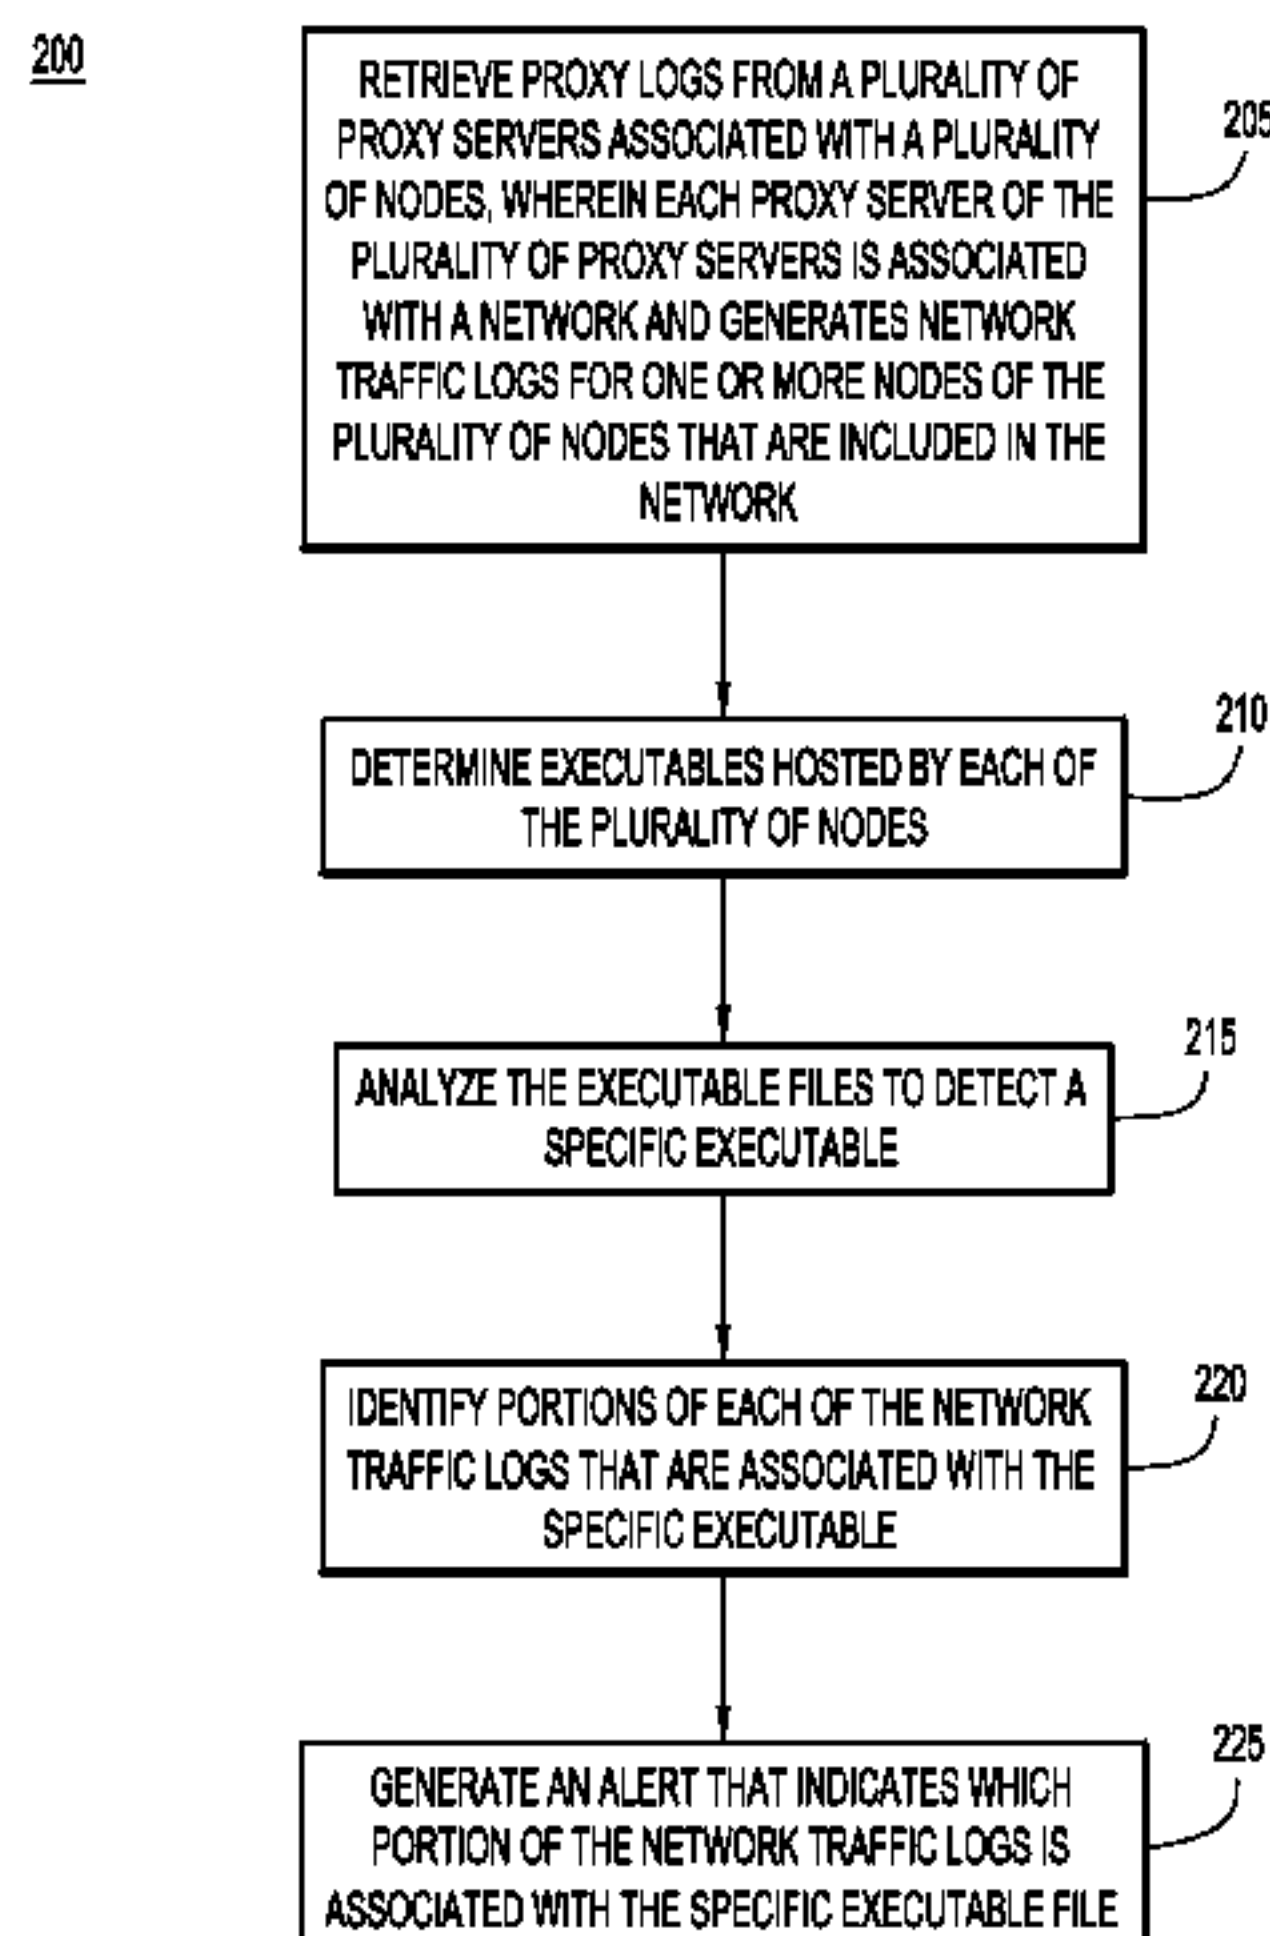 200
RETRIEVE PROXY LOGS FROM A PLURALITY OF
PROXY SERVERS ASSOCIATED WITH A PLURALITY
OF NODES, WHEREIN EACH PROXY SERVER OF THE
PLURALITY OF PROXY SERVERS IS ASSOCIATED
WITH A NETWORK AND GENERATES NETWORK
TRAFFIC LOGS FOR ONE OR MORE NODES OF THE
PLURALITY OF NODES THAT ARE INCLUDED IN THE
NETWORK
205
DETERMINE EXECUTABLES HOSTED BY EACH OF
THE PLURALITY OF NODES
210
ANALYZE THE EXECUTABLE FILES TO DETECT A
SPECIFIC EXECUTABLE
215
IDENTIFY PORTIONS OF EACH OF THE NETWORK
TRAFFIC LOGS THAT ARE ASSOCIATED WITH THE
SPECIFIC EXECUTABLE
220
GENERATE AN ALERT THAT INDICATES WHICH
PORTION OF THE NETWORK TRAFFIC LOGS IS
ASSOCIATED WITH THE SPECIFIC EXECUTABLE FILE
225